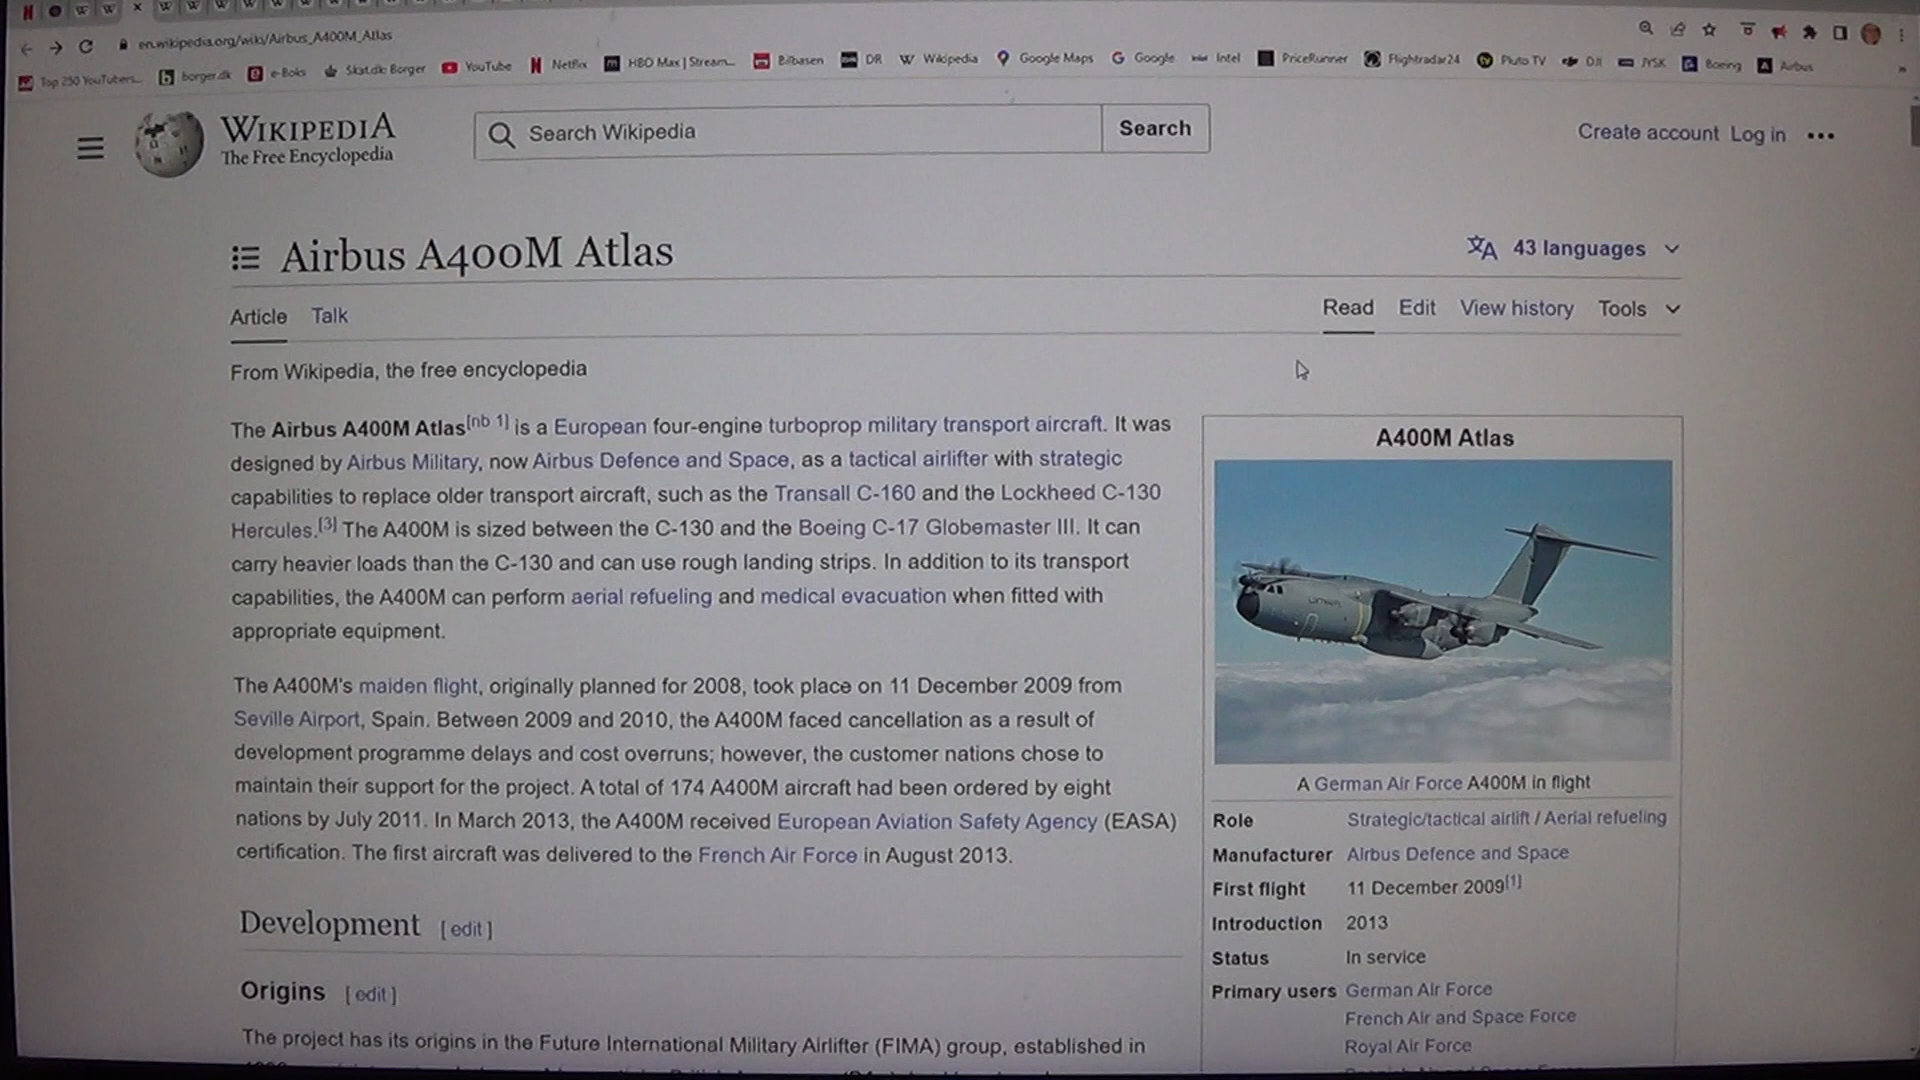 en.wikipedia.org/wiki/Airbus_A400M_Atlas
Top 250 YouTubers... borger.dk e-Boks Skat.dk: Borger YouTube Netflix HBO Max | Stream... Bilbasen DR Wikipedia Google Maps Google Intel PriceRunner Flightradar24 Pluto TV DJI JYSK Boeing Airbus
WIKIPEDIA
The Free Encyclopedia
Search Wikipedia
Search
Create account Log in
Airbus A400M Atlas
43 languages
Article Talk
Read Edit View history Tools
From Wikipedia, the free encyclopedia
The Airbus A400M Atlas[nb 1] is a European four-engine turboprop military transport aircraft. It was
designed by Airbus Military, now Airbus Defence and Space, as a tactical airlifter with strategic
capabilities to replace older transport aircraft, such as the Transall C-160 and the Lockheed C-130
Hercules.[3] The A400M is sized between the C-130 and the Boeing C-17 Globemaster III. It can
carry heavier loads than the C-130 and can use rough landing strips. In addition to its transport
capabilities, the A400M can perform aerial refueling and medical evacuation when fitted with
appropriate equipment.
The A400M's maiden flight, originally planned for 2008, took place on 11 December 2009 from
Seville Airport, Spain. Between 2009 and 2010, the A400M faced cancellation as a result of
development programme delays and cost overruns; however, the customer nations chose to
maintain their support for the project. A total of 174 A400M aircraft had been ordered by eight
nations by July 2011. In March 2013, the A400M received European Aviation Safety Agency (EASA)
certification. The first aircraft was delivered to the French Air Force in August 2013.
Development [ edit ]
Origins [ edit ]
The project has its origins in the Future International Military Airlifter (FIMA) group, established in
A400M Atlas
A German Air Force A400M in flight
Role Strategic/tactical airlift / Aerial refueling
Manufacturer Airbus Defence and Space
First flight 11 December 2009[1]
Introduction 2013
Status In service
Primary users German Air Force
French Air and Space Force
Royal Air Force